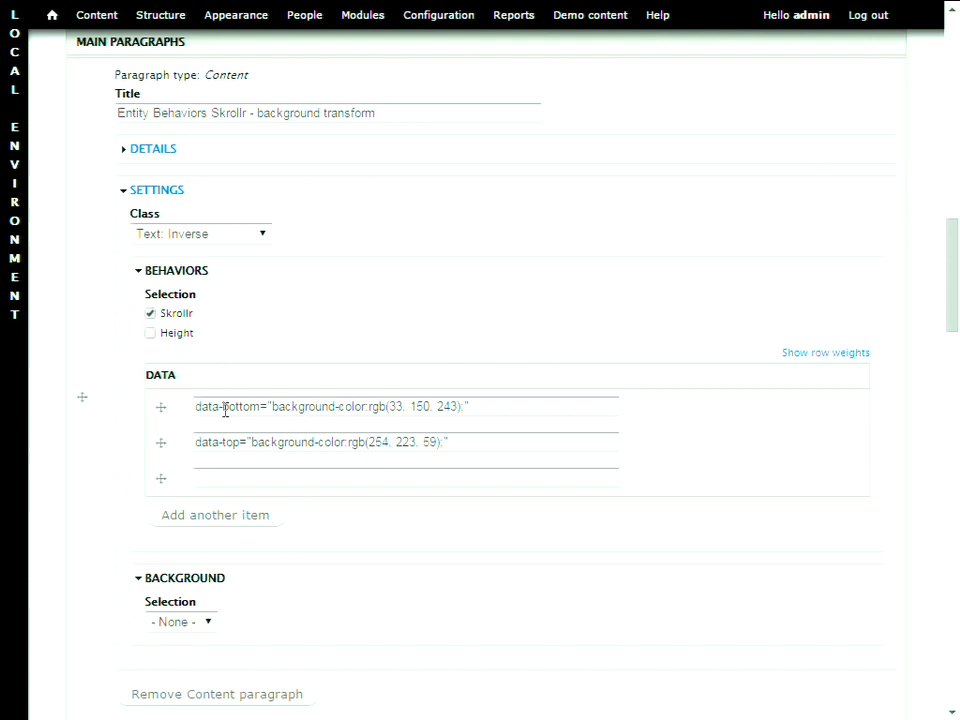 Content Structure Appearance People Modules Configuration Reports Demo content Help Hello admin Log out
LOCAL ENVIRONMENT
MAIN PARAGRAPHS
Paragraph type: Content
Title
Entity Behaviors Skrollr - background transform
DETAILS
SETTINGS
Class
Text: Inverse
BEHAVIORS
Selection
Skrollr
Height
Show row weights
DATA
data-bottom="background-color:rgb(33, 150, 243);"
data-top="background-color:rgb(254, 223, 59);"
Add another item
BACKGROUND
Selection
- None -
Remove Content paragraph